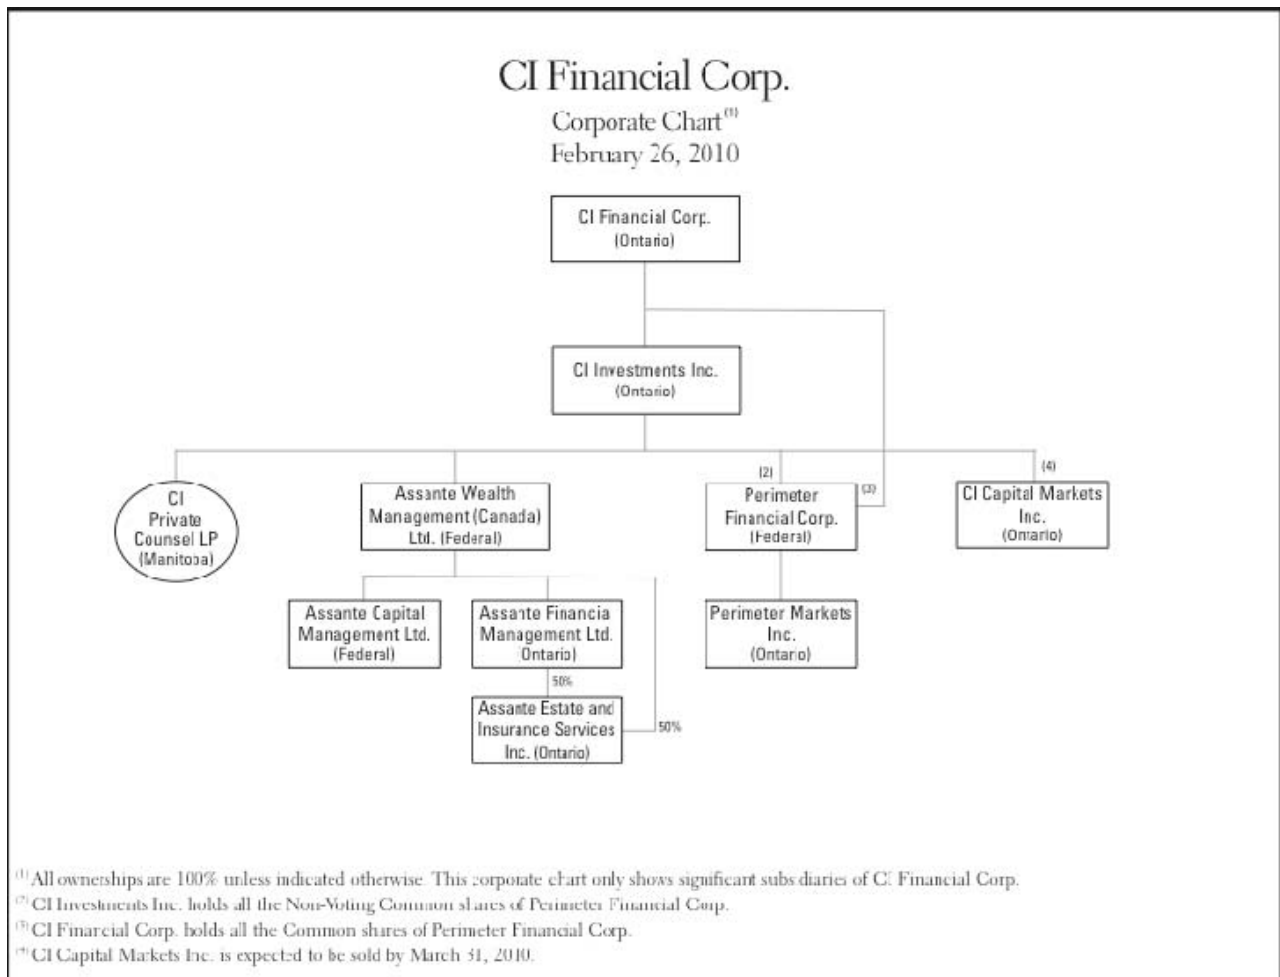 CI Financial Corp.
Corporate Chart(1)
February 26, 2010
CI Financial Corp.
(Ontario)
CI Investments Inc.
(Ontario)
CI
Private
Counsel LP
(Manitoba)
Assante Wealth
Management (Canada)
Ltd. (Federal)
(2)
Perimeter
Financial Corp.
(Federal)
(3)
(4)
CI Capital Markets
Inc.
(Ontario)
Assante Capital
Management Ltd.
(Federal)
Assante Financia
Management Ltd.
Ontario)
Perimeter Markets
Inc.
(Ontario)
50%
Assante Estate and
Insurance Services
Inc. (Ontario)
50%
(1) All ownerships are 100% unless indicated otherwise. This corporate chart only shows significant subsidiaries of CI Financial Corp.
(2) CI Investments Inc. holds all the Non-Voting Common shares of Perimeter Financial Corp.
(3) CI Financial Corp. holds all the Common shares of Perimeter Financial Corp.
(4) CI Capital Markets Inc. is expected to be sold by March 31, 2010.